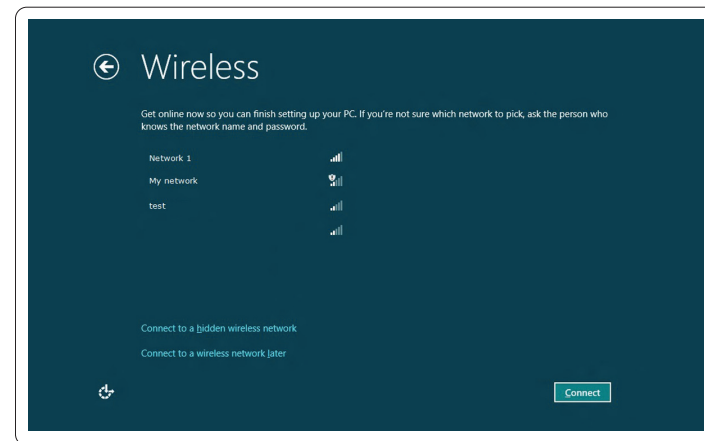 Wireless
Get online now so you can finish setting up your PC. If you're not sure which network to pick, ask the person who
knows the network name and password.
Network 1
My network
test
Connect to a hidden wireless network
Connect to a wireless network later
Connect